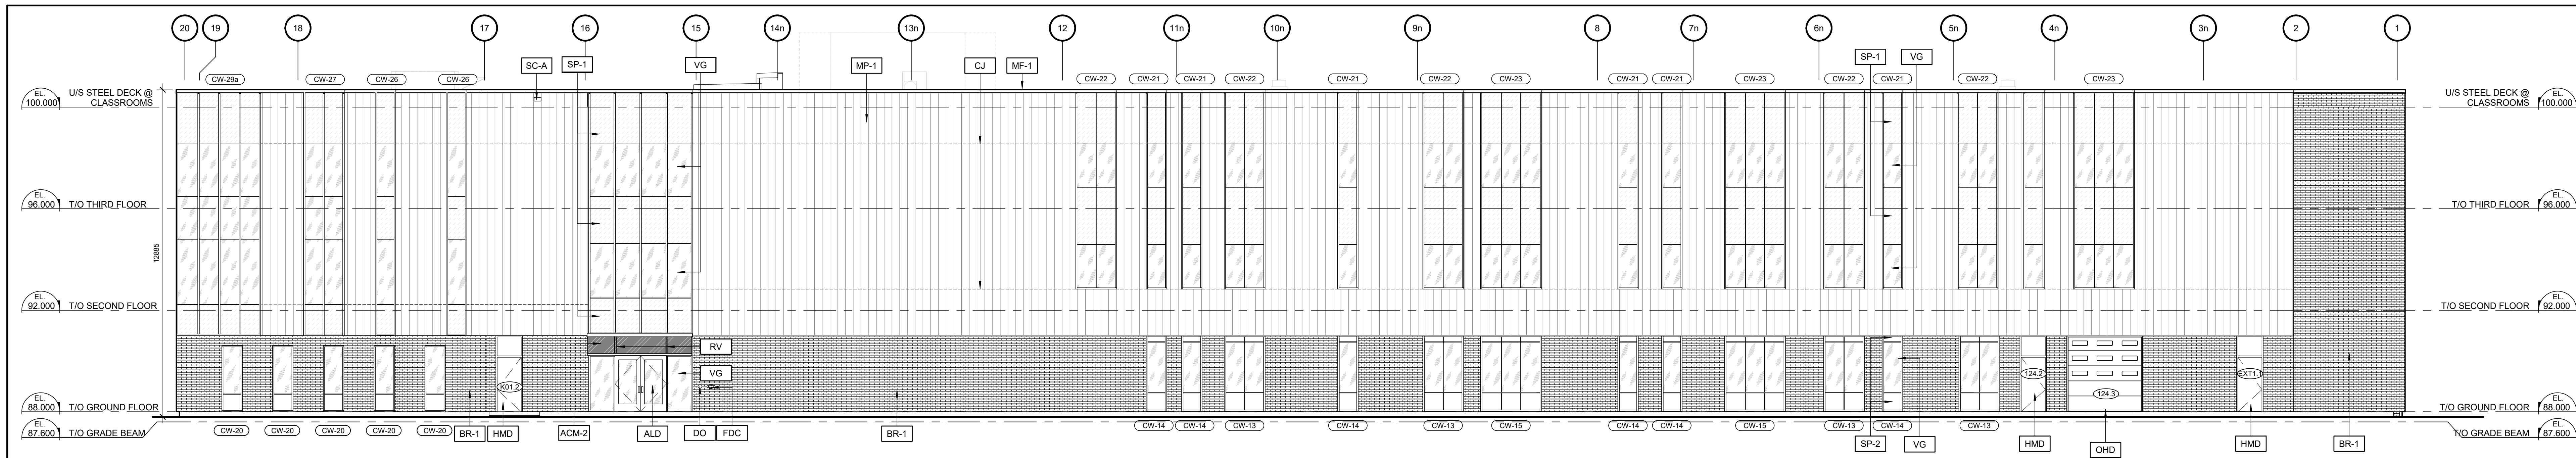 20 19 18 17 16 15 14n 13n 12 11n 10n 9n 8 7n 6n 5n 4n 3n 2 1
SC-A SP-1 VG MP-1 CJ MF-1 SP-1 VG
CW-29a CW-27 CW-26 CW-26 CW-22 CW-21 CW-21 CW-22 CW-21 CW-22 CW-23 CW-21 CW-21 CW-23 CW-22 CW-21 CW-22 CW-23
EL. 100.000 U/S STEEL DECK @
CLASSROOMS
U/S STEEL DECK @
CLASSROOMS EL. 100.000
EL. 96.000 T/O THIRD FLOOR
T/O THIRD FLOOR EL. 96.000
12885
EL. 92.000 T/O SECOND FLOOR
T/O SECOND FLOOR EL. 92.000
RV
VG
K01.2 124.2 124.3 EXT1.1
EL. 88.000 T/O GROUND FLOOR
T/O GROUND FLOOR EL. 88.000
EL. 87.600 T/O GRADE BEAM
T/O GRADE BEAM EL. 87.600
CW-20 CW-20 CW-20 CW-20 CW-20 CW-14 CW-14 CW-13 CW-14 CW-13 CW-15 CW-14 CW-14 CW-15 CW-13 CW-14 CW-13
BR-1 HMD ACM-2 ALD DO FDC BR-1 SP-2 VG HMD OHD HMD BR-1